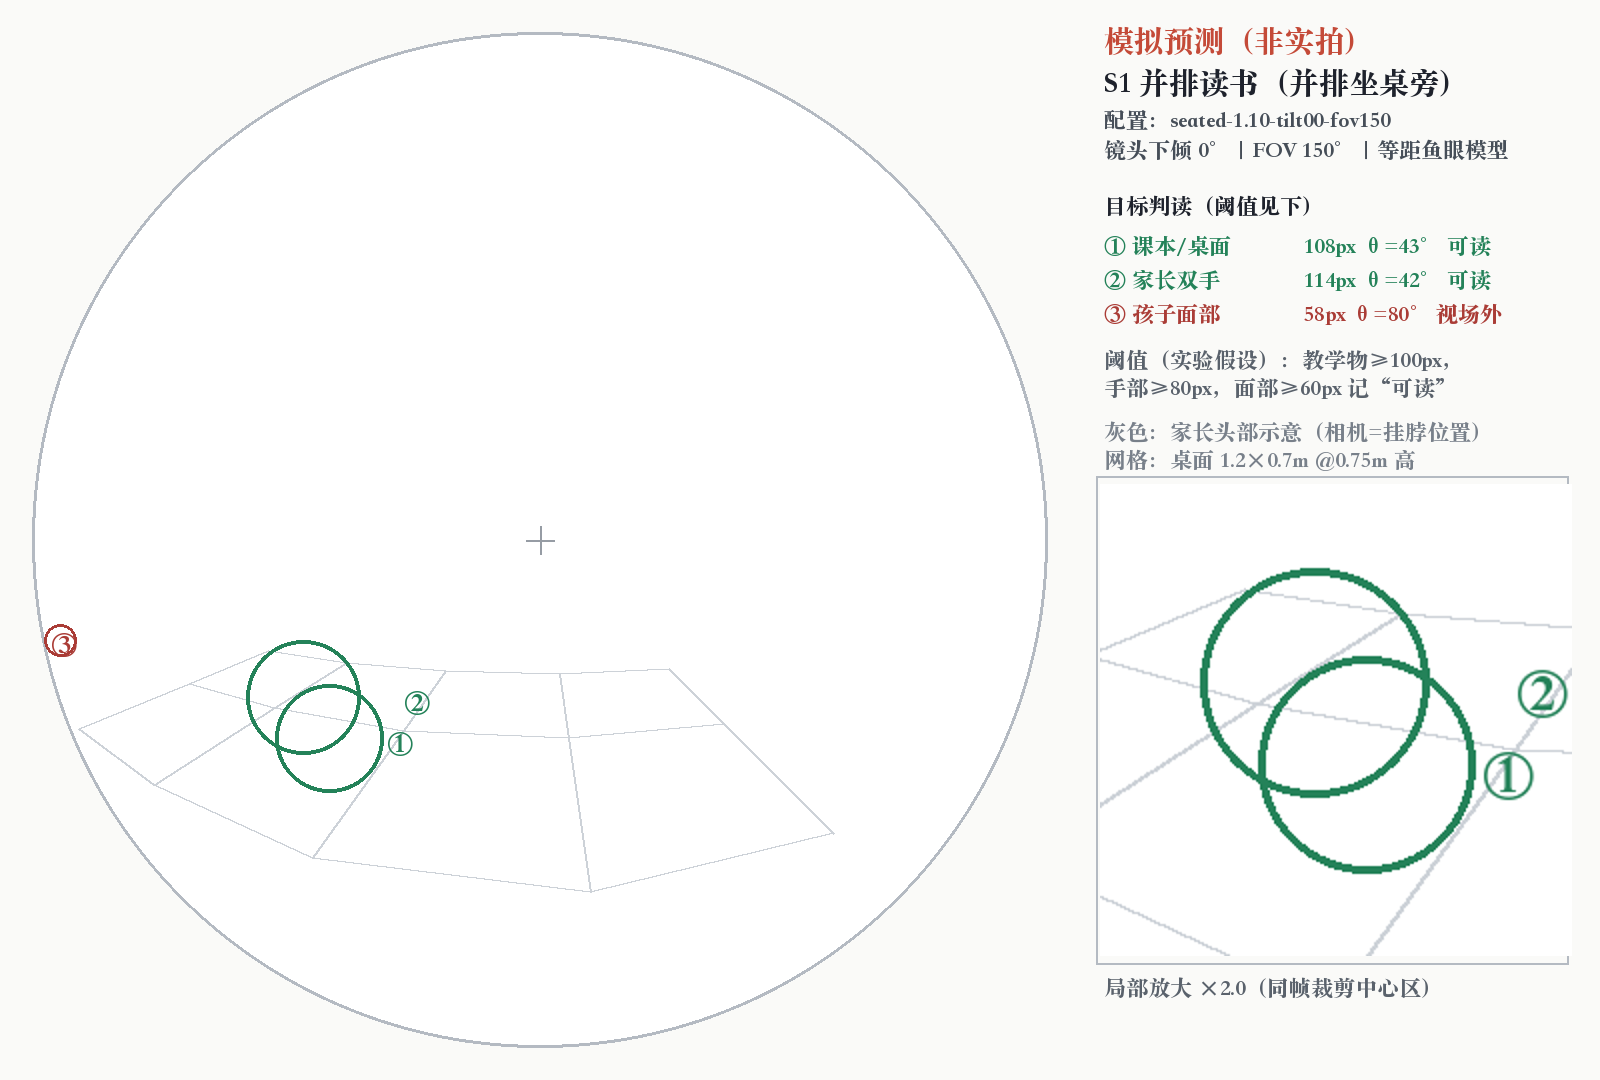 模拟预测（非实拍）
S1 并排读书（并排坐桌旁）
配置：seated-1.10-tilt00-fov150
镜头下倾 0° | FOV 150° | 等距鱼眼模型
目标判读（阈值见下）
① 课本/桌面 108px θ=43° 可读
② 家长双手 114px θ=42° 可读
③ 孩子面部 58px θ=80° 视场外
阈值（实验假设）：教学物≥100px，
手部≥80px，面部≥60px 记“可读”
灰色：家长头部示意（相机=挂脖位置）
网格：桌面 1.2×0.7m @0.75m 高
③
②
①
②
①
局部放大 ×2.0（同帧裁剪中心区）